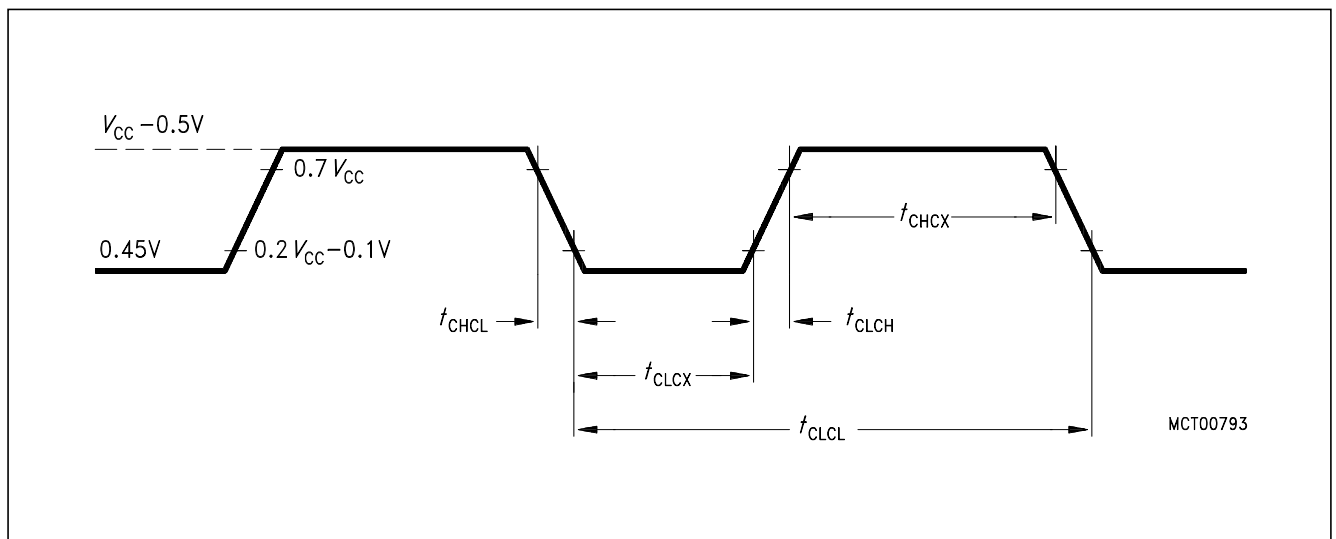 V_CC −0.5V
0.7 V_CC
t_CHCX
0.45V
0.2 V_CC−0.1V
t_CHCL
t_CLCH
t_CLCX
t_CLCL
MCT00793